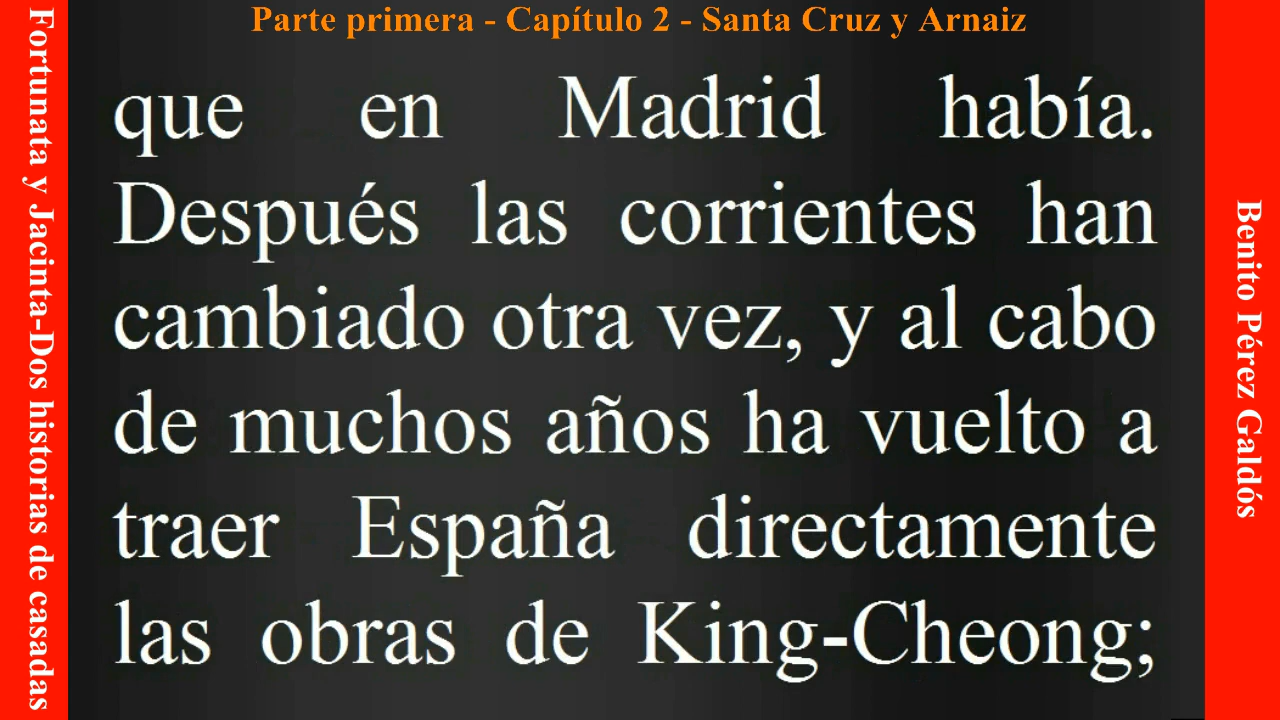 Parte primera - Capítulo 2 - Santa Cruz y Arnaiz
Fortunata y Jacinta-Dos historias de casadas
que en Madrid había.
Después las corrientes han
cambiado otra vez, y al cabo
de muchos años ha vuelto a
traer España directamente
las obras de King-Cheong;
Benito Pérez Galdós